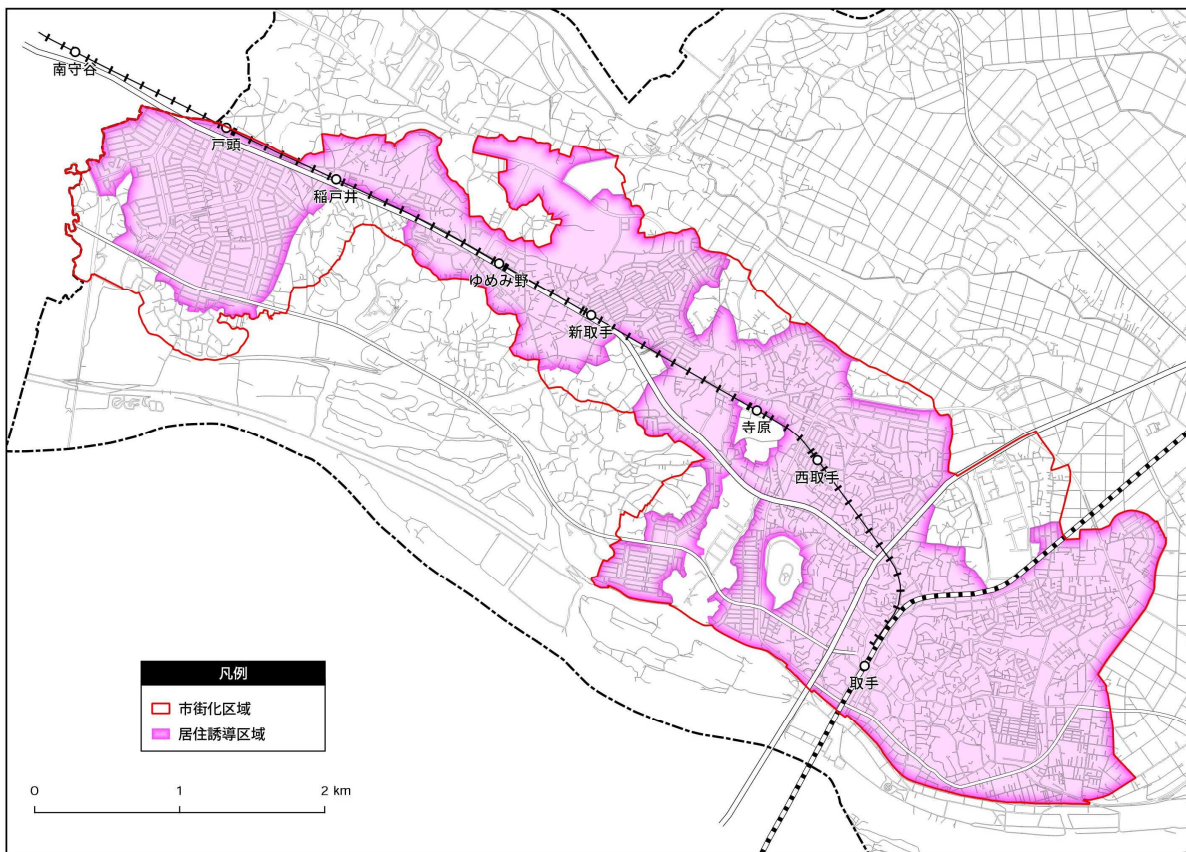 南守谷
戸頭
稲戸井
ゆめみ野
新取手
寺原
西取手
取手
凡例
市街化区域
居住誘導区域
0 1 2 km